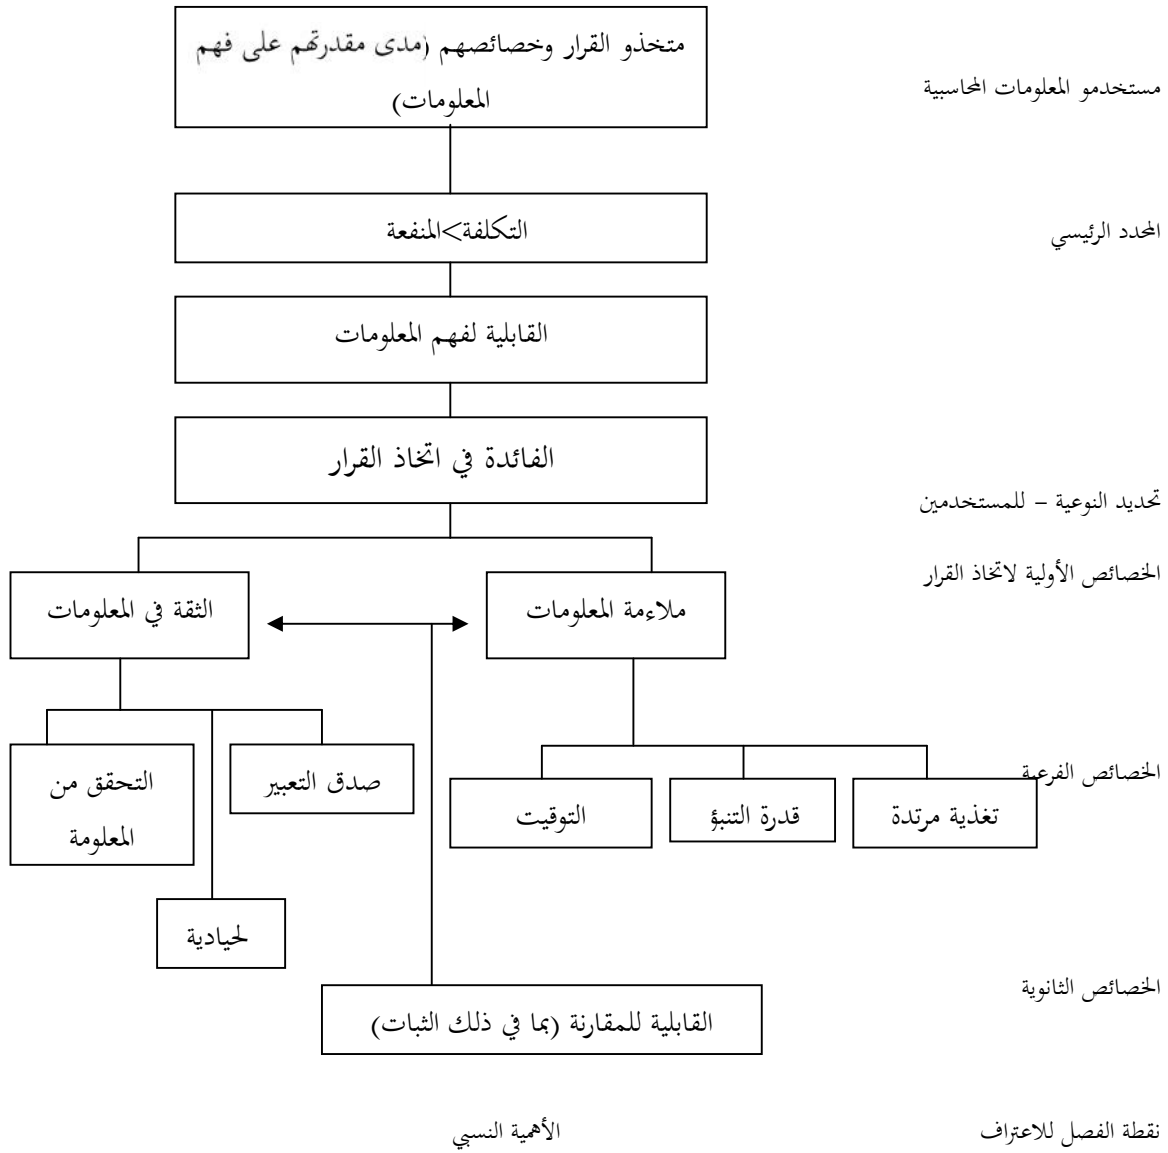 متخذو القرار وخصائصهم (مدى مقدرتهم على فهم
المعلومات)
مستخدمو المعلومات المحاسبية
التكلفة>المنفعة
المحدد الرئيسي
القابلية لفهم المعلومات
الفائدة في اتخاذ القرار
تحديد النوعية – للمستخدمين
الخصائص الأولية لاتخاذ القرار
ملاءمة المعلومات
الثقة في المعلومات
الخصائص الفرعية
تغذية مرتدة
قدرة التنبؤ
التوقيت
صدق التعبير
التحقق من
المعلومة
لحيادية
الخصائص الثانوية
القابلية للمقارنة (بما في ذلك الثبات)
نقطة الفصل للاعتراف
الأهمية النسبي